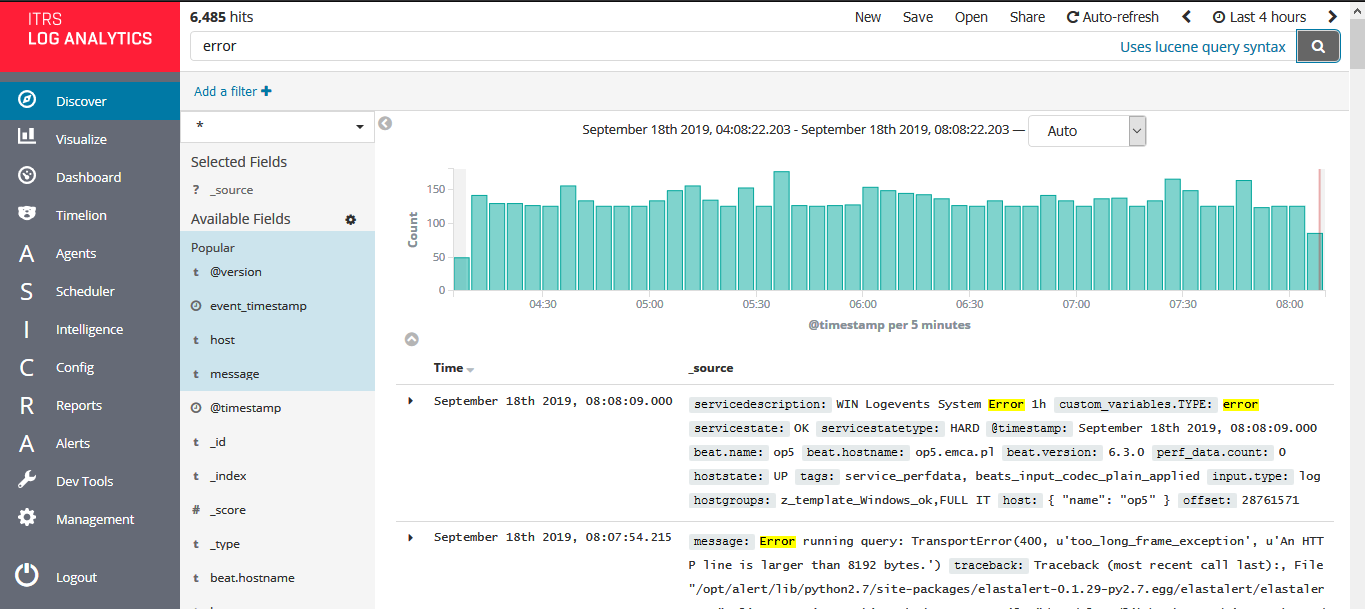 ITRS
LOG ANALYTICS
Discover
Visualize
Dashboard
Timelion
A Agents
S Scheduler
I Intelligence
C Config
R Reports
A Alerts
Dev Tools
Management
Logout
6,485 hits
New Save Open Share Auto-refresh Last 4 hours
error Uses lucene query syntax
Add a filter
*
Selected Fields
? _source
Available Fields
Popular
t @version
event_timestamp
t host
t message
@timestamp
t _id
t _index
# _score
t _type
t beat.hostname
September 18th 2019, 04:08:22.203 - September 18th 2019, 08:08:22.203 — Auto
Count
150
100
50
0
04:30 05:00 05:30 06:00 06:30 07:00 07:30 08:00
@timestamp per 5 minutes
Time _source
September 18th 2019, 08:08:09.000
servicedescription: WIN Logevents System Error 1h custom_variables.TYPE: error
servicestate: OK servicestatetype: HARD @timestamp: September 18th 2019, 08:08:09.000
beat.name: op5 beat.hostname: op5.emca.pl beat.version: 6.3.0 perf_data.count: 0
hoststate: UP tags: service_perfdata, beats_input_codec_plain_applied input.type: log
hostgroups: z_template_Windows_ok,FULL IT host: { "name": "op5" } offset: 28761571
September 18th 2019, 08:07:54.215
message: Error running query: TransportError(400, u'too_long_frame_exception', u'An HTT
P line is larger than 8192 bytes.') traceback: Traceback (most recent call last):, File
"/opt/alert/lib/python2.7/site-packages/elastalert-0.1.29-py2.7.egg/elastalert/elastaler